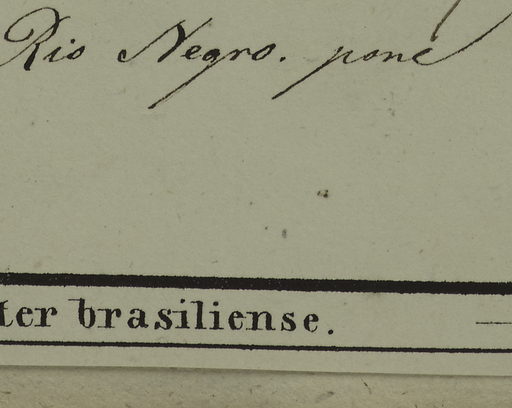 Rio Negro. pone
ter brasiliense.